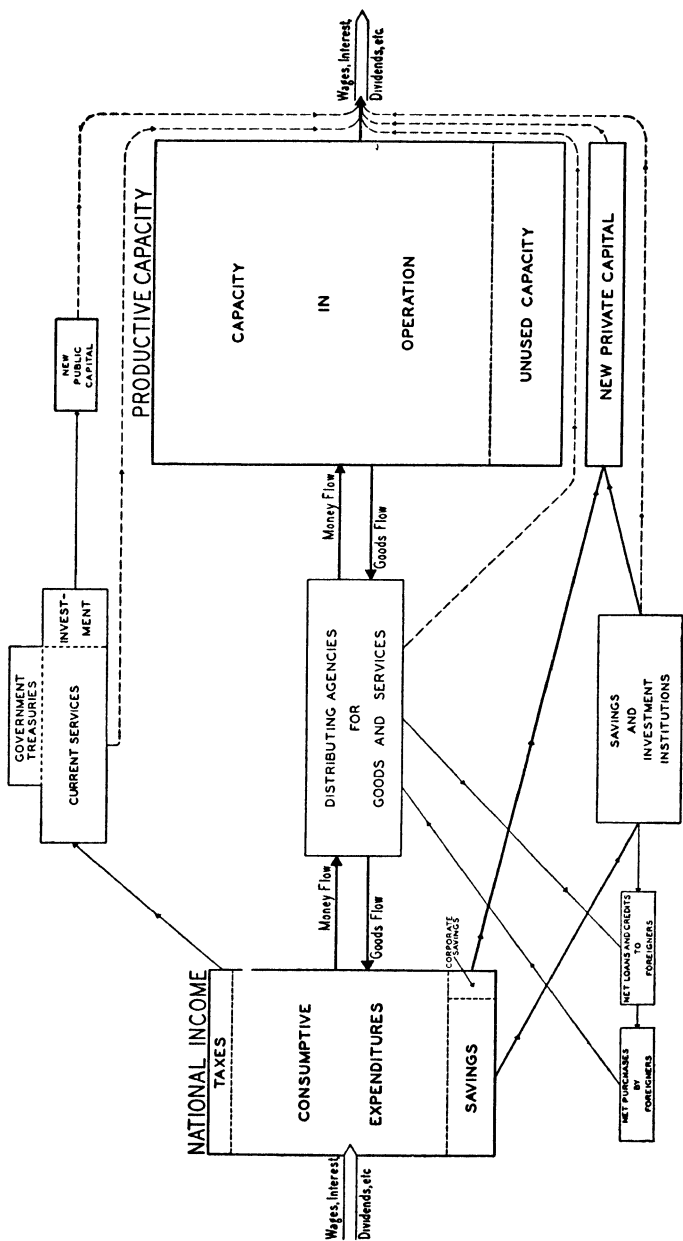 GOVERNMENT
TREASURIES
CURRENT SERVICES
INVEST-
MENT
NEW
PUBLIC
CAPITAL
NATIONAL INCOME
TAXES
CONSUMPTIVE
EXPENDITURES
SAVINGS
CORPORATE
SAVINGS
Wages, Interest,
Dividends, etc
Money Flow
Goods Flow
DISTRIBUTING AGENCIES
FOR
GOODS AND SERVICES
Money Flow
Goods Flow
PRODUCTIVE CAPACITY
CAPACITY
IN
OPERATION
UNUSED CAPACITY
NEW PRIVATE CAPITAL
Wages, Interest,
Dividends, etc
SAVINGS
AND
INVESTMENT
INSTITUTIONS
NET LOANS AND CREDITS
TO
FOREIGNERS
NET PURCHASES
BY
FOREIGNERS